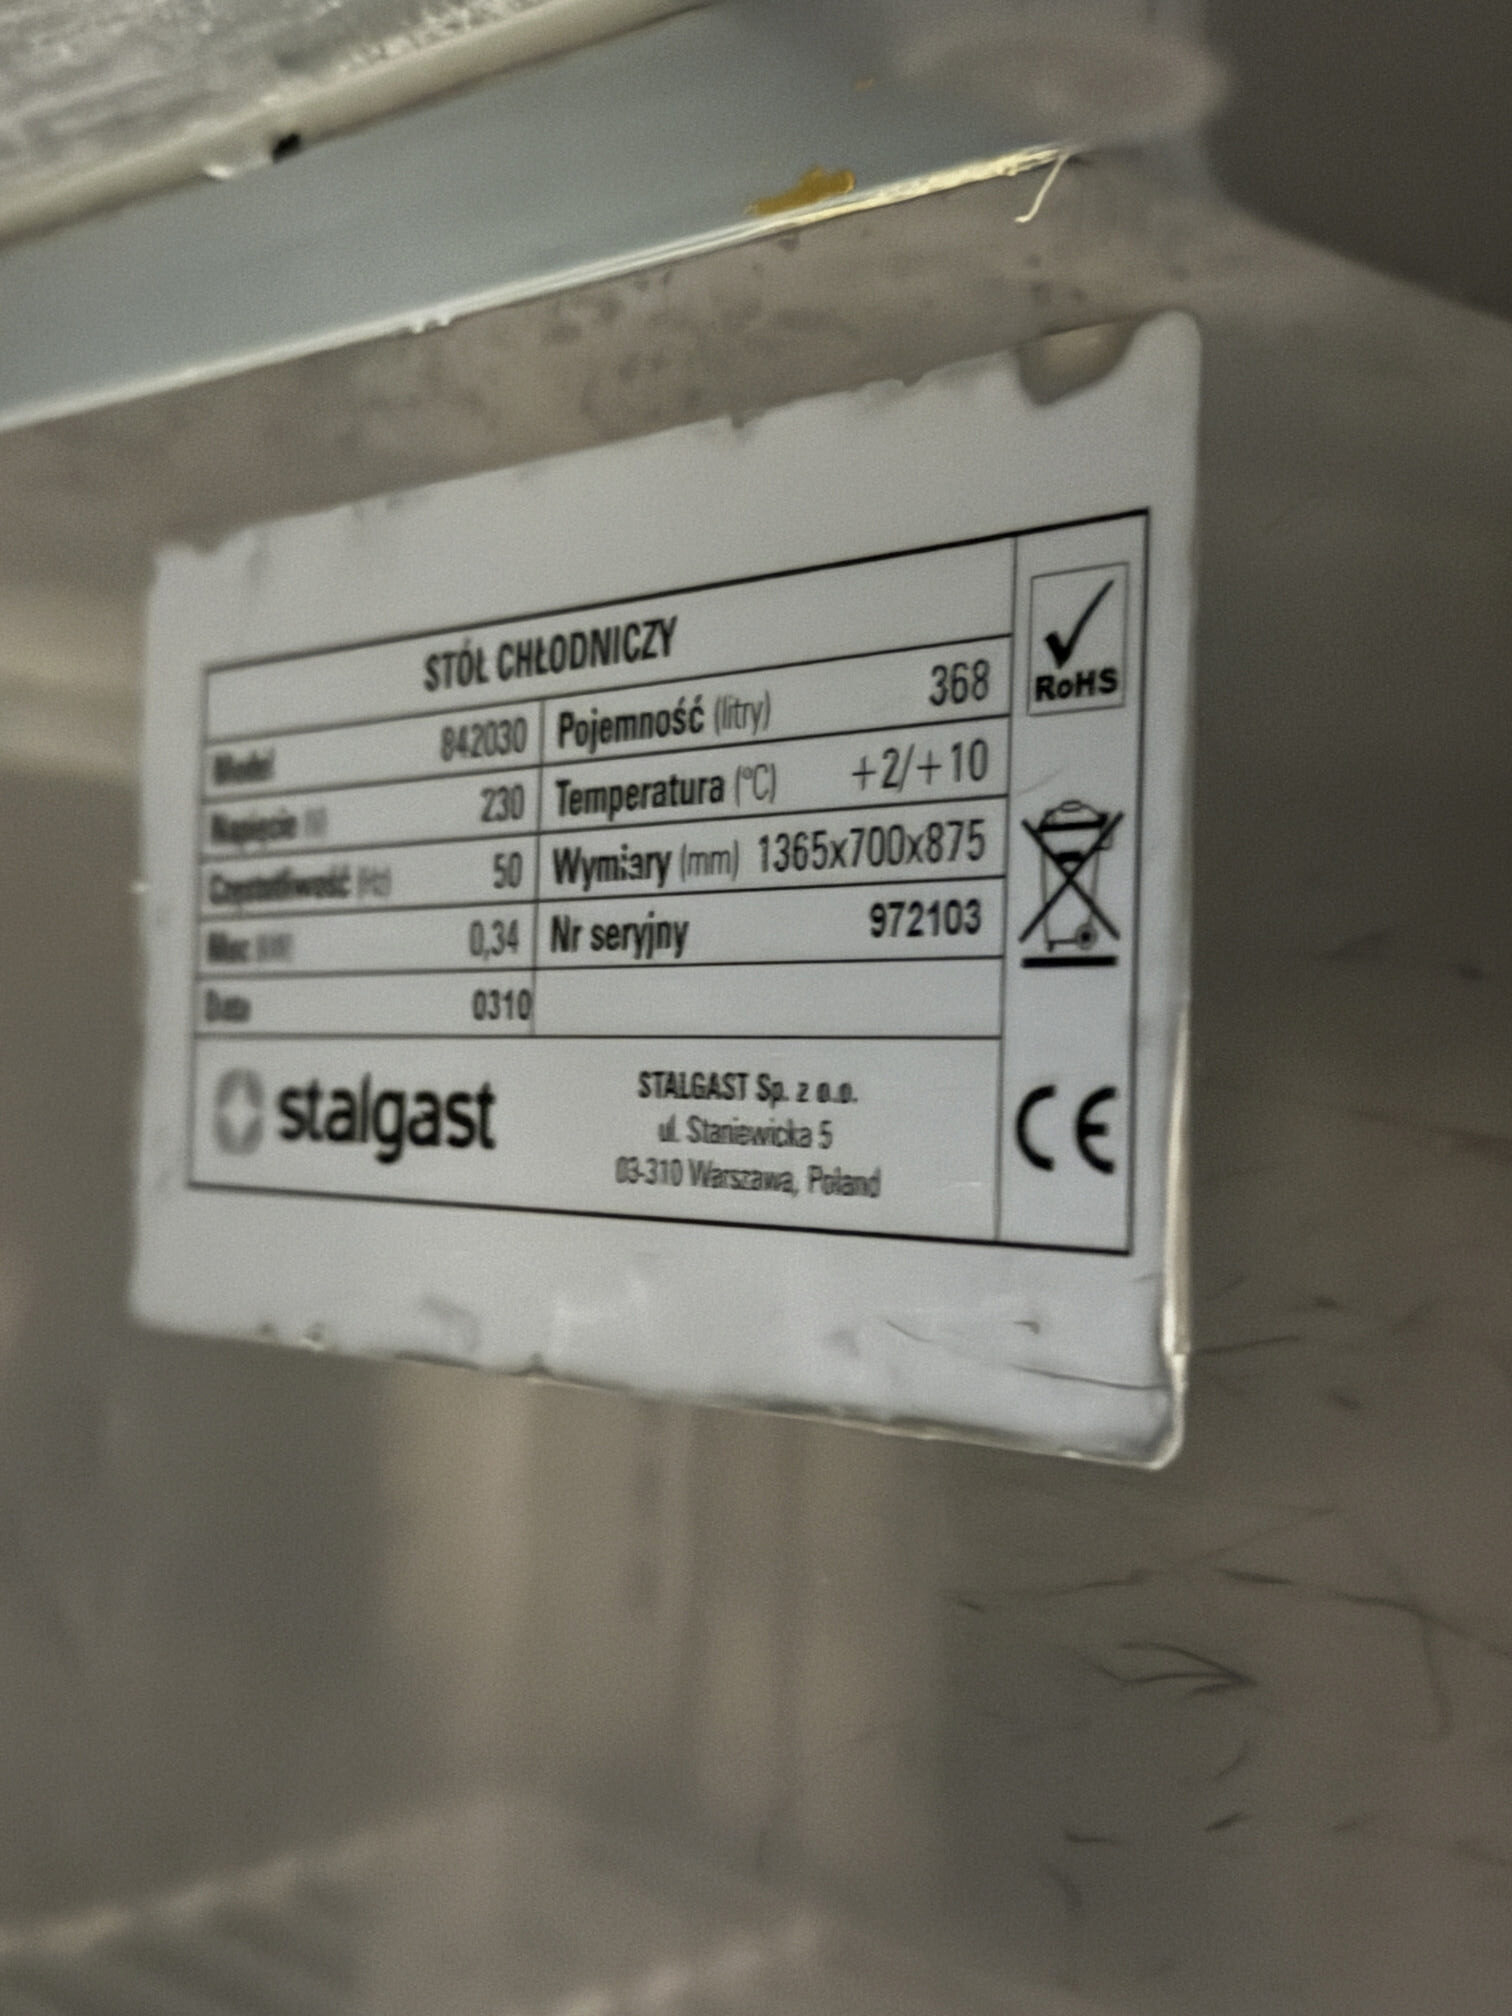 STÓŁ CHŁODNICZY
Model 842030 Pojemność (litry) 368
Napięcie 230 Temperatura (°C) +2/+10
Częstotliwość (Hz) 50 Wymiary (mm) 1365x700x875
Moc 0,34 Nr seryjny 972103
Data 0310
stalgast
STALGAST Sp. z o.o.
ul. Staniewicka 5
03-310 Warszawa, Poland
RoHS
CE